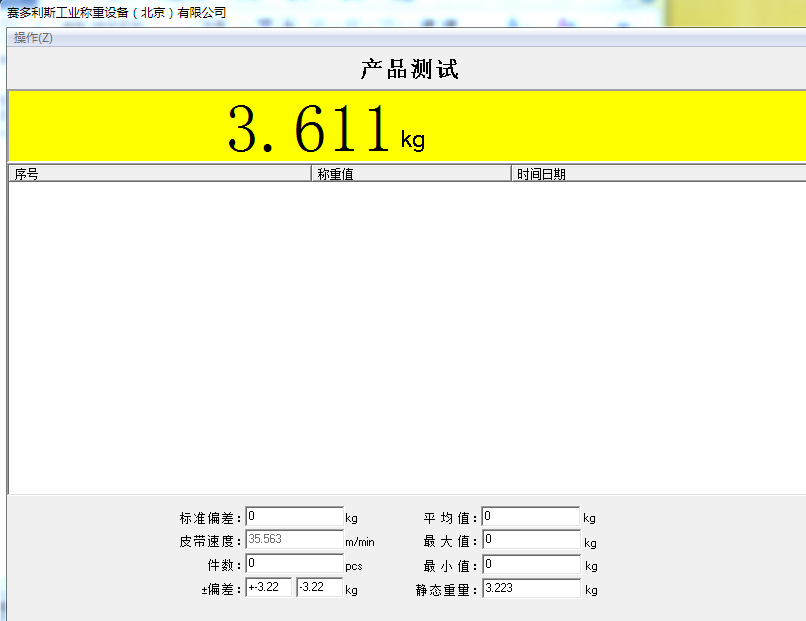 赛多利斯工业称重设备（北京）有限公司
操作(Z)
产品测试
3.611 kg
序号 称重值 时间日期
标准偏差: 0 kg 平 均 值: 0 kg
皮带速度: 35.563 m/min 最 大 值: 0 kg
件数: 0 pcs 最 小 值: 0 kg
±偏差: +-3.22 -3.22 kg 静态重量: 3.223 kg